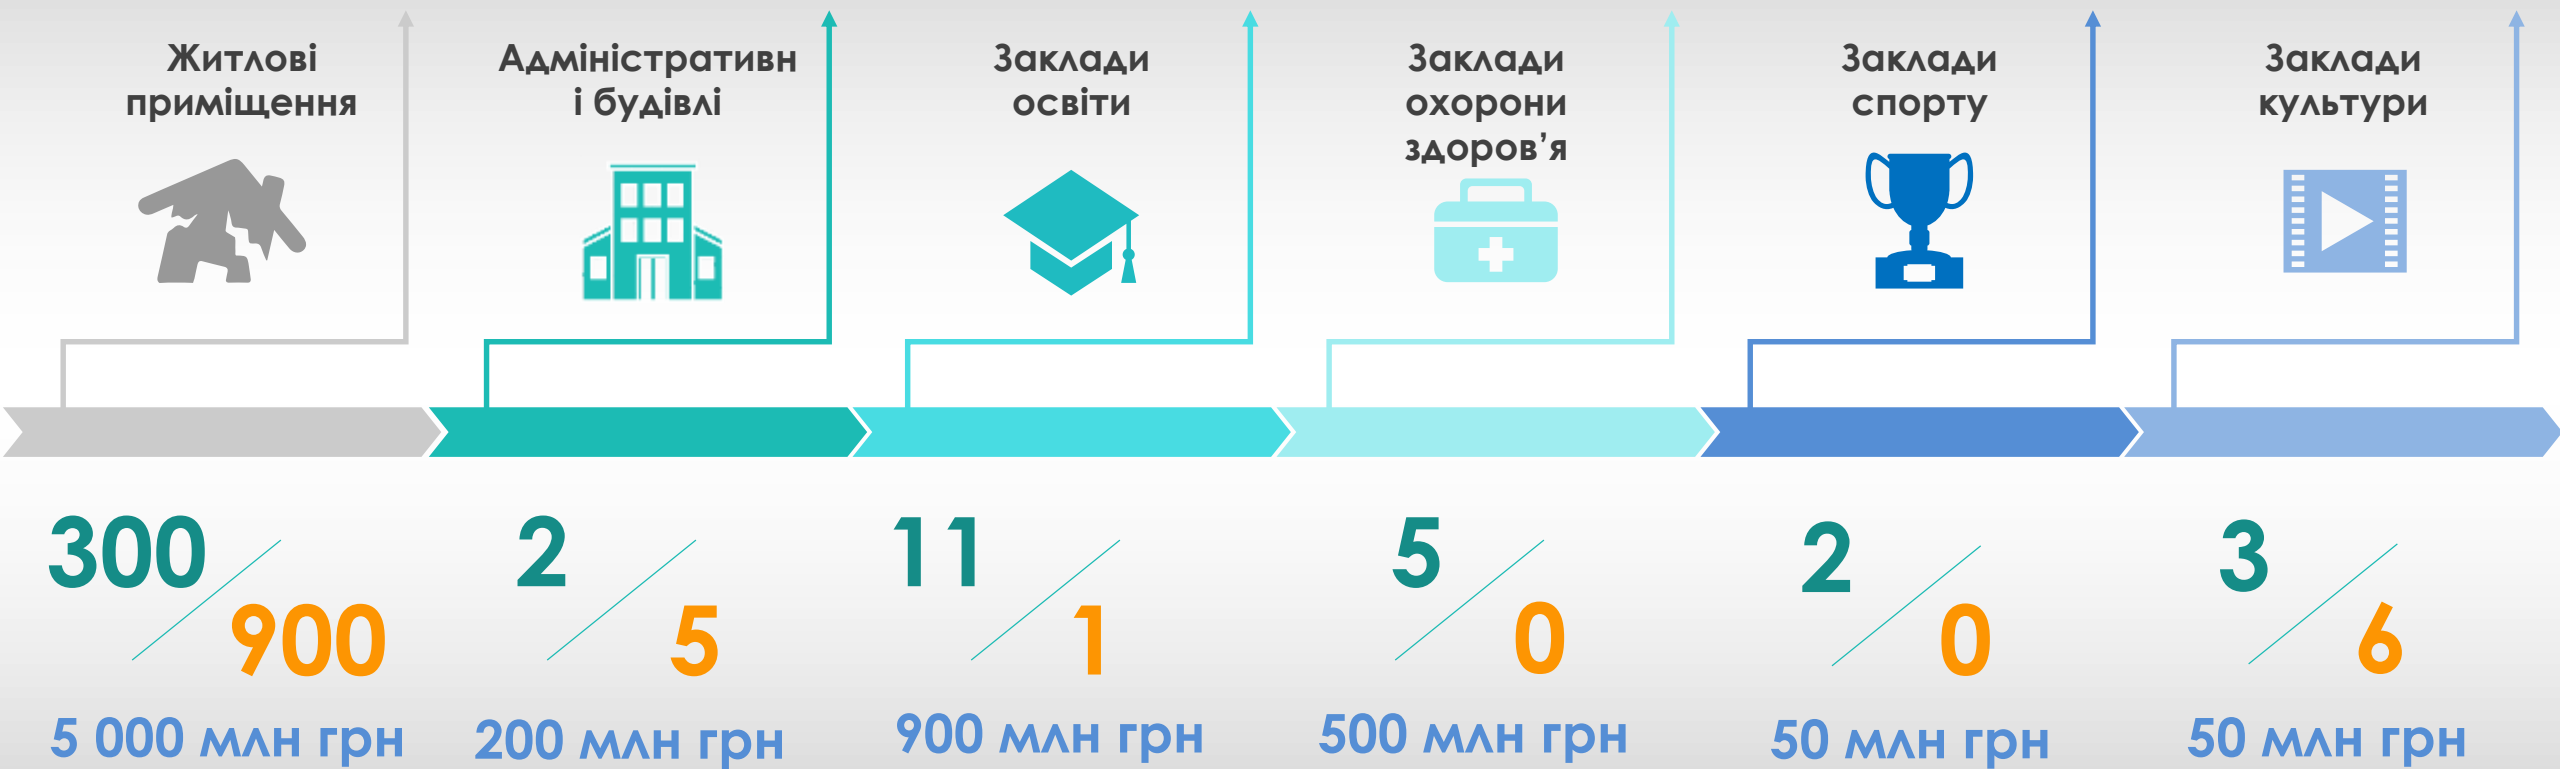 Житлові
приміщення
Адміністративн
і будівлі
Заклади
освіти
Заклади
охорони
здоров’я
Заклади
спорту
Заклади
культури
300
900
5 000 млн грн
2
5
200 млн грн
11
1
900 млн грн
5
0
500 млн грн
2
0
50 млн грн
3
6
50 млн грн